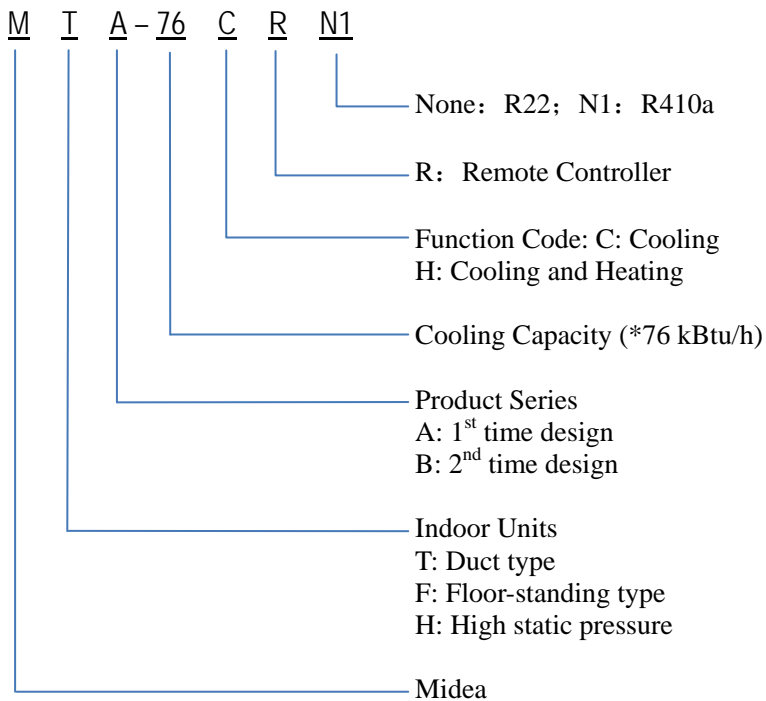 M T A – 76 C R N1
None：R22；N1：R410a
R：Remote Controller
Function Code: C: Cooling
H: Cooling and Heating
Cooling Capacity (*76 kBtu/h)
Product Series
A: 1st time design
B: 2nd time design
Indoor Units
T: Duct type
F: Floor-standing type
H: High static pressure
Midea